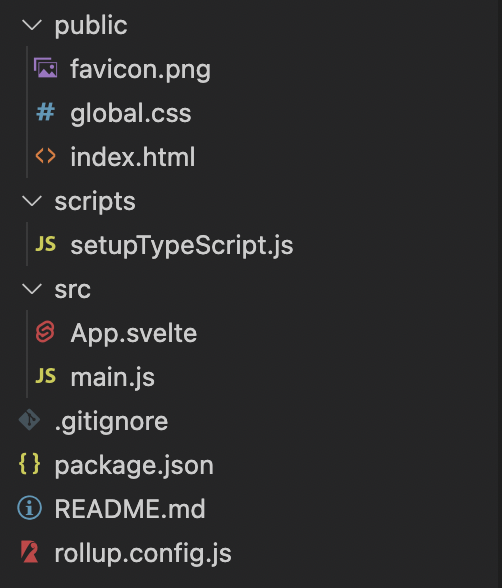 public
favicon.png
# global.css
<> index.html
scripts
JS setupTypeScript.js
src
App.svelte
JS main.js
.gitignore
{ } package.json
i README.md
rollup.config.js